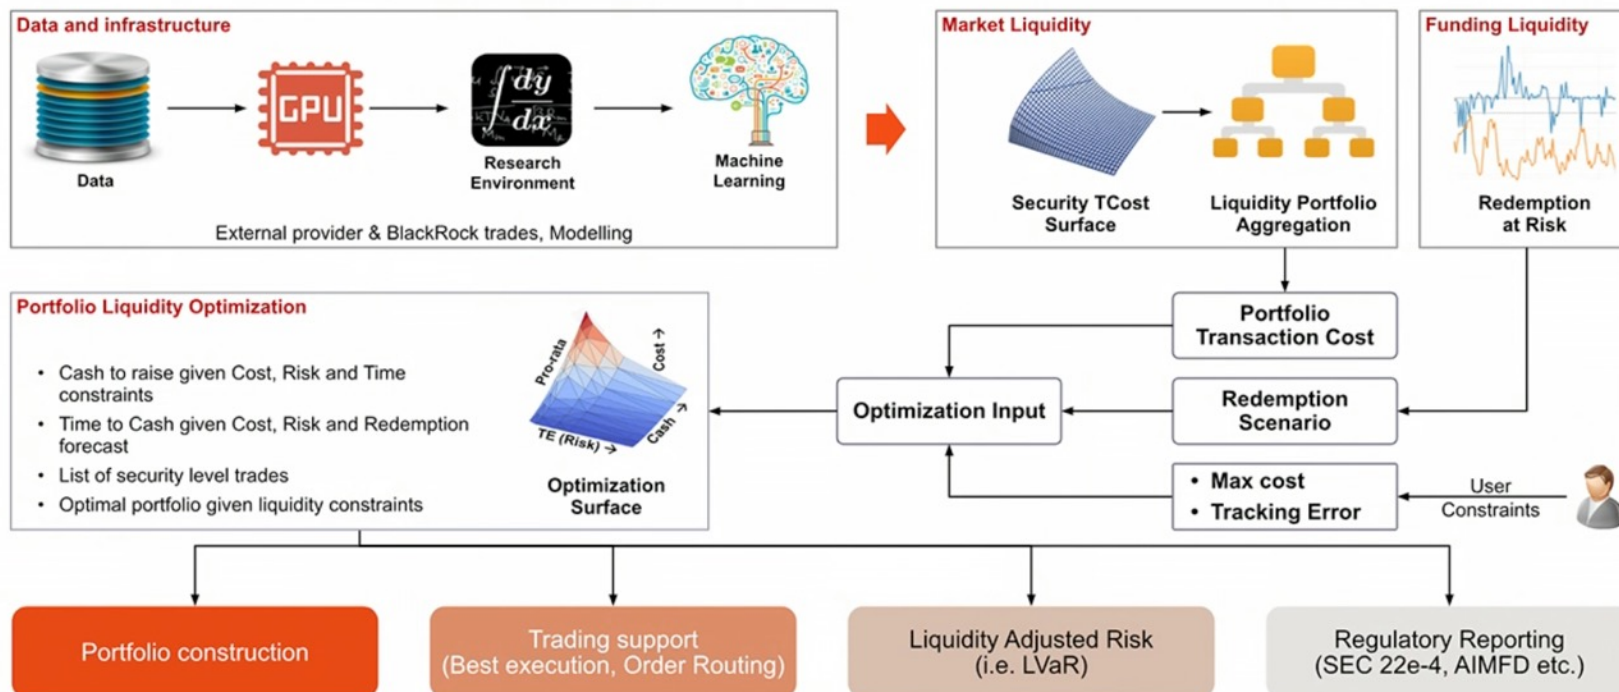 Data and infrastructure
GPU
∫ dy
dx
Data
Research
Environment
Machine
Learning
External provider & BlackRock trades, Modelling
Market Liquidity
Security TCost
Surface
Liquidity Portfolio
Aggregation
Funding Liquidity
Redemption
at Risk
Portfolio Liquidity Optimization
• Cash to raise given Cost, Risk and Time
constraints
• Time to Cash given Cost, Risk and Redemption
forecast
• List of security level trades
• Optimal portfolio given liquidity constraints
Pro-rata
Cost →
TE (Risk) →
Cash →
Optimization
Surface
Optimization Input
Portfolio
Transaction Cost
Redemption
Scenario
• Max cost
• Tracking Error
User
Constraints
Portfolio construction
Trading support
(Best execution, Order Routing)
Liquidity Adjusted Risk
(i.e. LVaR)
Regulatory Reporting
(SEC 22e-4, AIMFD etc.)